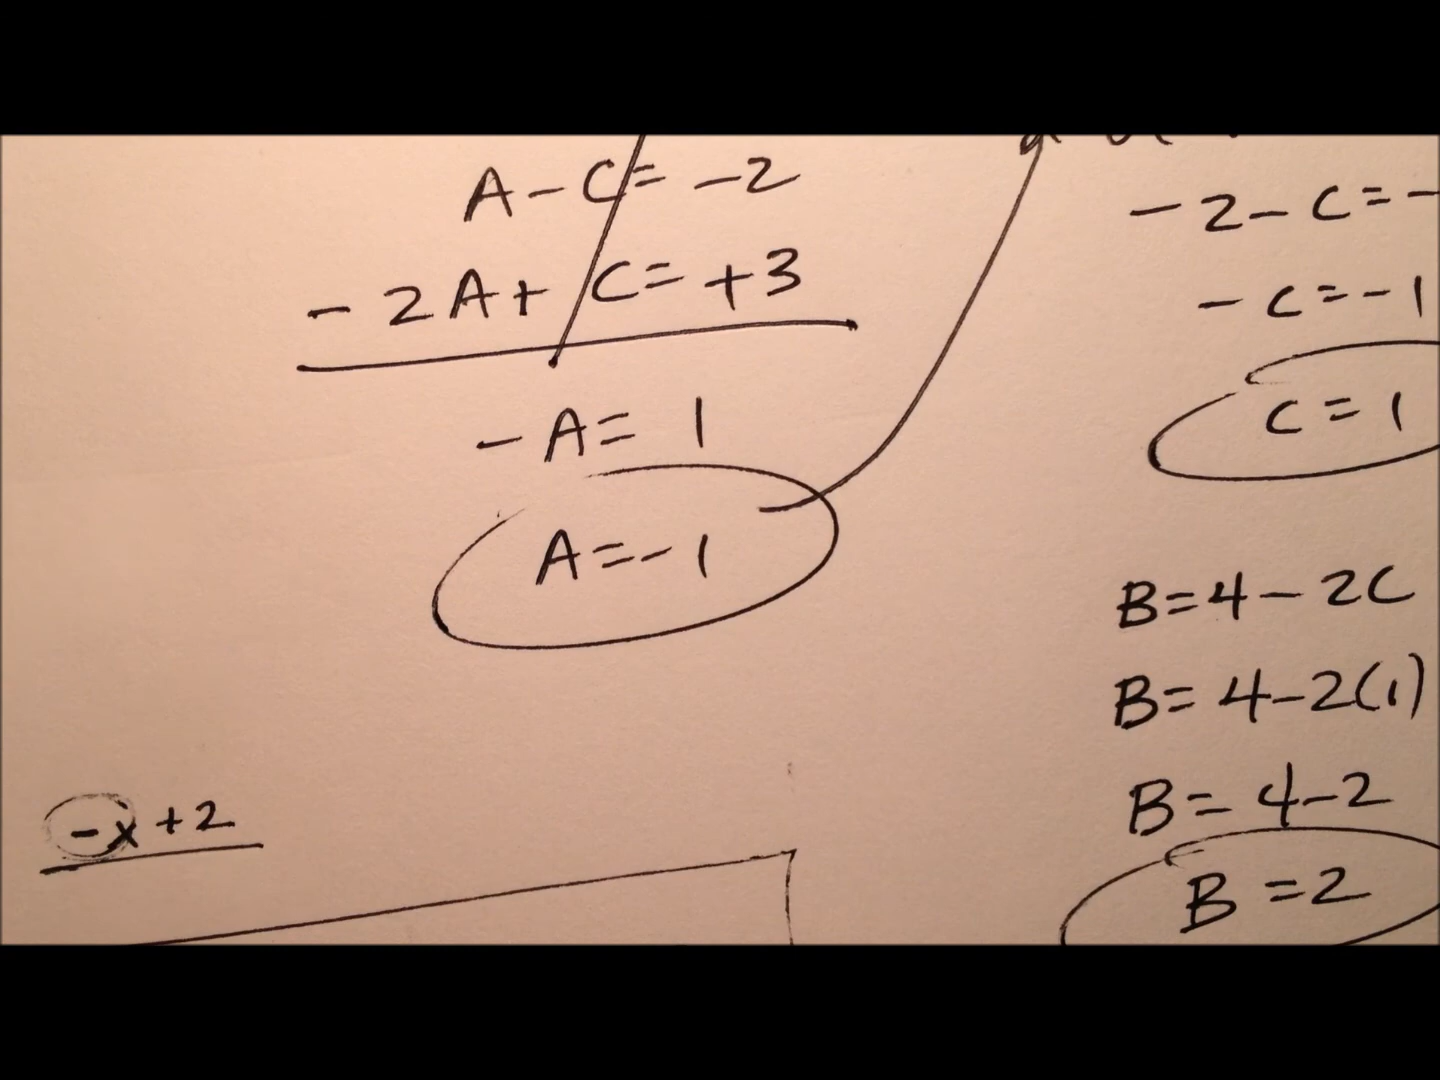 A-C=-2
-2A+C=+3
-A=1
A=-1
-x+2
-2-C=-
-C=-1
C=1
B=4-2C
B=4-2(1)
B=4-2
B=2